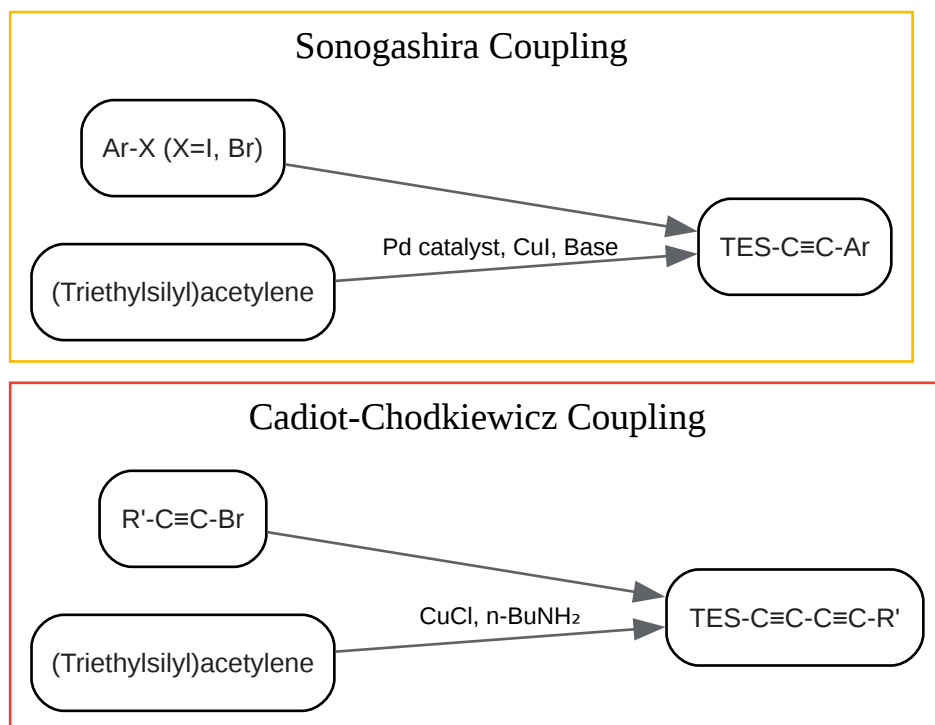 Sonogashira Coupling
Ar-X (X=I, Br)
Pd catalyst, CuI, Base
TES-C≡C-Ar
(Triethylsilyl)acetylene
Cadiot-Chodkiewicz Coupling
R'-C≡C-Br
CuCl, n-BuNH₂
TES-C≡C-C≡C-R'
(Triethylsilyl)acetylene